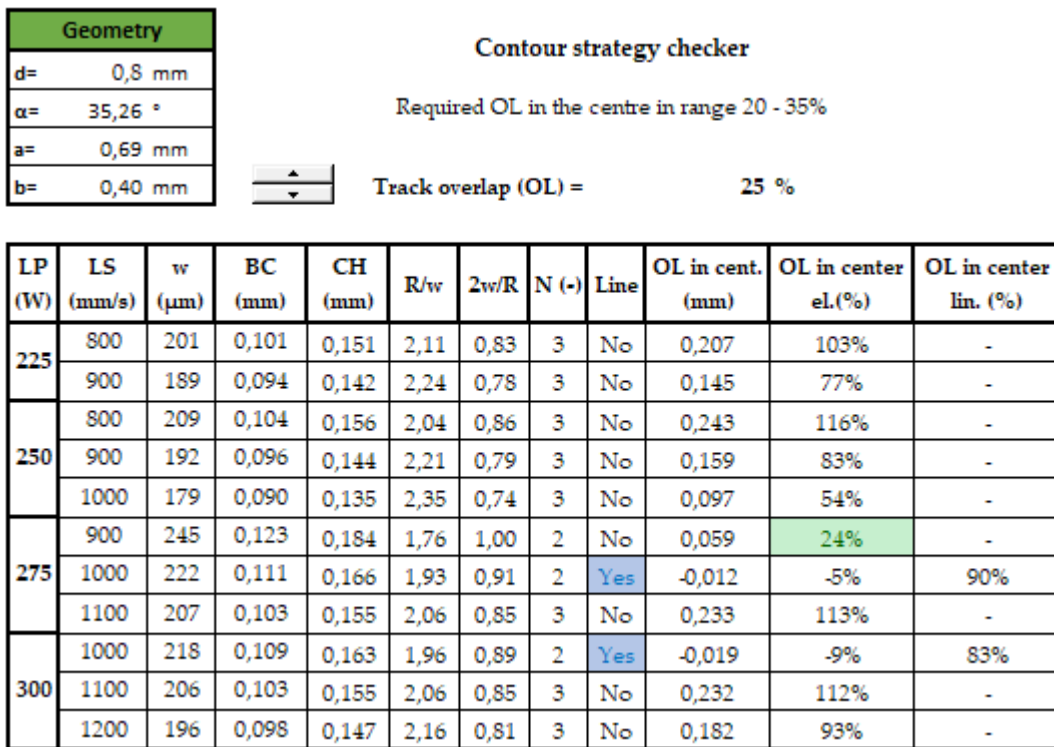 Geometry
d= 0,8 mm
α= 35,26 °
a= 0,69 mm
b= 0,40 mm
Contour strategy checker
Required OL in the centre in range 20 - 35%
Track overlap (OL) = 25 %
LP (W) LS (mm/s) w (μm) BC (mm) CH (mm) R/w 2w/R N (-) Line OL in cent. (mm) OL in center el.(%) OL in center lin. (%)
225 800 201 0,101 0,151 2,11 0,83 3 No 0,207 103% -
900 189 0,094 0,142 2,24 0,78 3 No 0,145 77% -
250 800 209 0,104 0,156 2,04 0,86 3 No 0,243 116% -
900 192 0,096 0,144 2,21 0,79 3 No 0,159 83% -
1000 179 0,090 0,135 2,35 0,74 3 No 0,097 54% -
275 900 245 0,123 0,184 1,76 1,00 2 No 0,059 24% -
1000 222 0,111 0,166 1,93 0,91 2 Yes -0,012 -5% 90%
1100 207 0,103 0,155 2,06 0,85 3 No 0,233 113% -
300 1000 218 0,109 0,163 1,96 0,89 2 Yes -0,019 -9% 83%
1100 206 0,103 0,155 2,06 0,85 3 No 0,232 112% -
1200 196 0,098 0,147 2,16 0,81 3 No 0,182 93% -